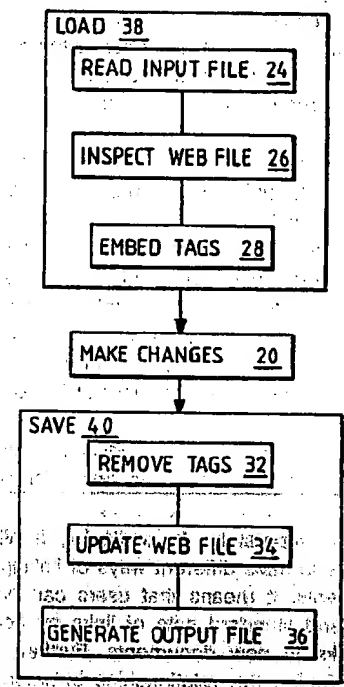 LOAD 38
READ INPUT FILE 24
INSPECT WEB FILE 26
EMBED TAGS 28
MAKE CHANGES 20
SAVE 40
REMOVE TAGS 32
UPDATE WEB FILE 34
GENERATE OUTPUT FILE 36